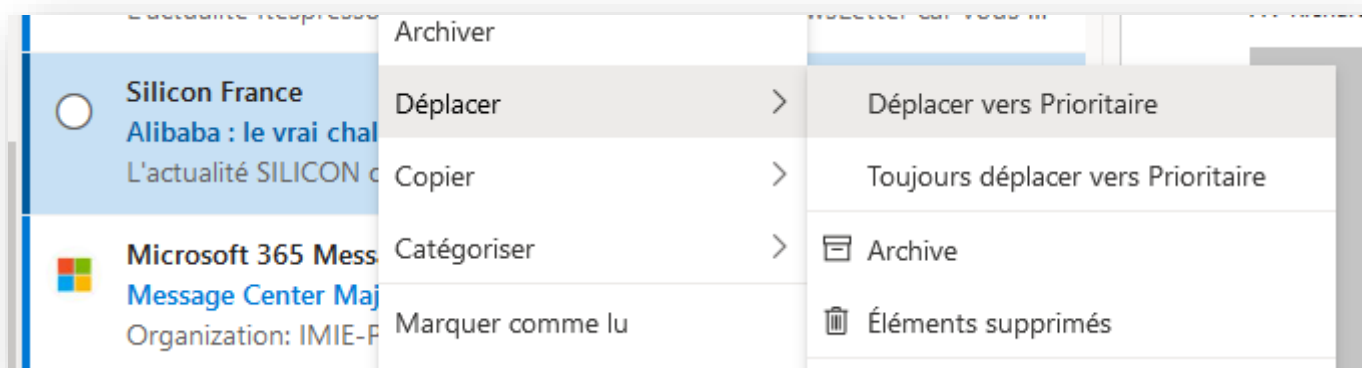 Archiver
Silicon France
Alibaba : le vrai chal
L'actualité SILICON
Déplacer
Déplacer vers Prioritaire
Copier
Toujours déplacer vers Prioritaire
Microsoft 365 Mess
Message Center Maj
Organization: IMIE-P
Catégoriser
Archive
Marquer comme lu
Éléments supprimés